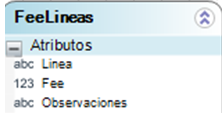 FeeLineas
Atributos
abc Linea
123 Fee
abc Observaciones